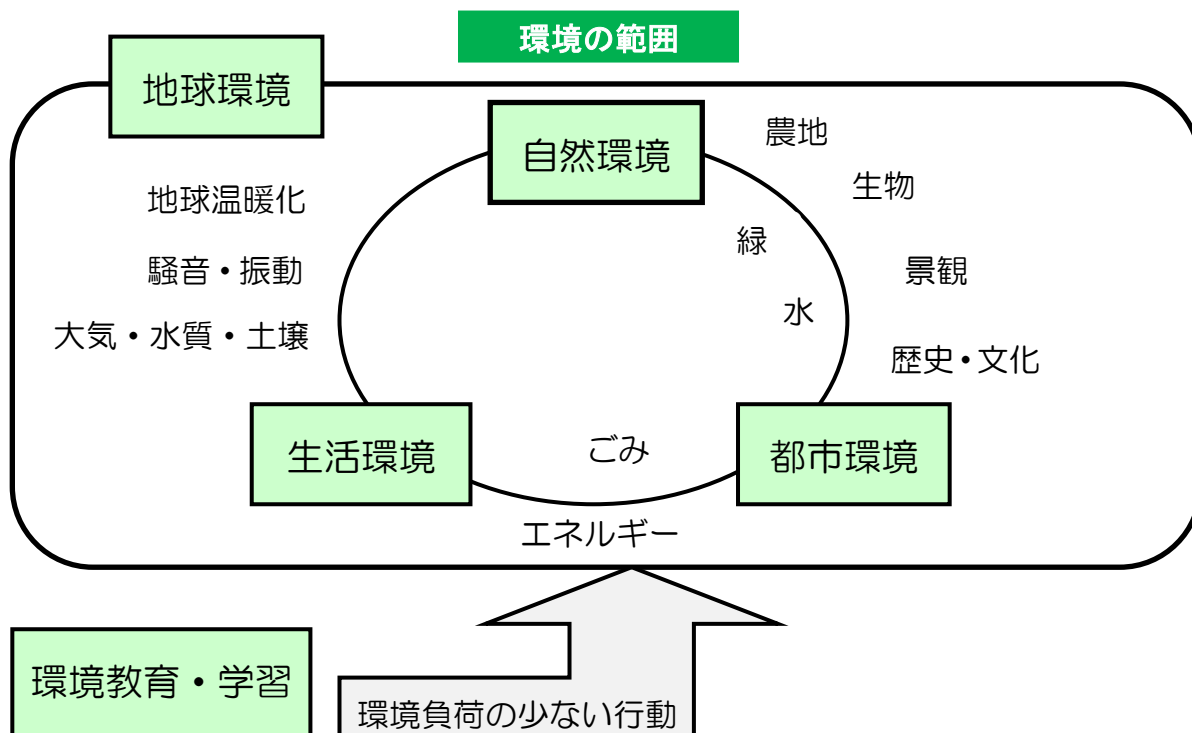 環境の範囲
地球環境
自然環境
農地
生物
地球温暖化
緑
騒音・振動
景観
水
大気・水質・土壌
歴史・文化
生活環境
ごみ
都市環境
エネルギー
環境教育・学習
環境負荷の少ない行動